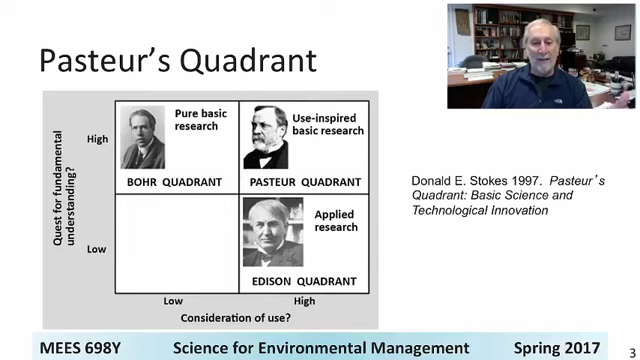 Pasteur's Quadrant
Quest for fundamental
understanding?
High
Low
Pure basic
research
BOHR QUADRANT
Use-inspired
basic research
PASTEUR QUADRANT
Applied
research
EDISON QUADRANT
Low
High
Consideration of use?
Donald E. Stokes 1997. Pasteur's
Quadrant: Basic Science and
Technological Innovation
MEES 698Y Science for Environmental Management Spring 2017
3